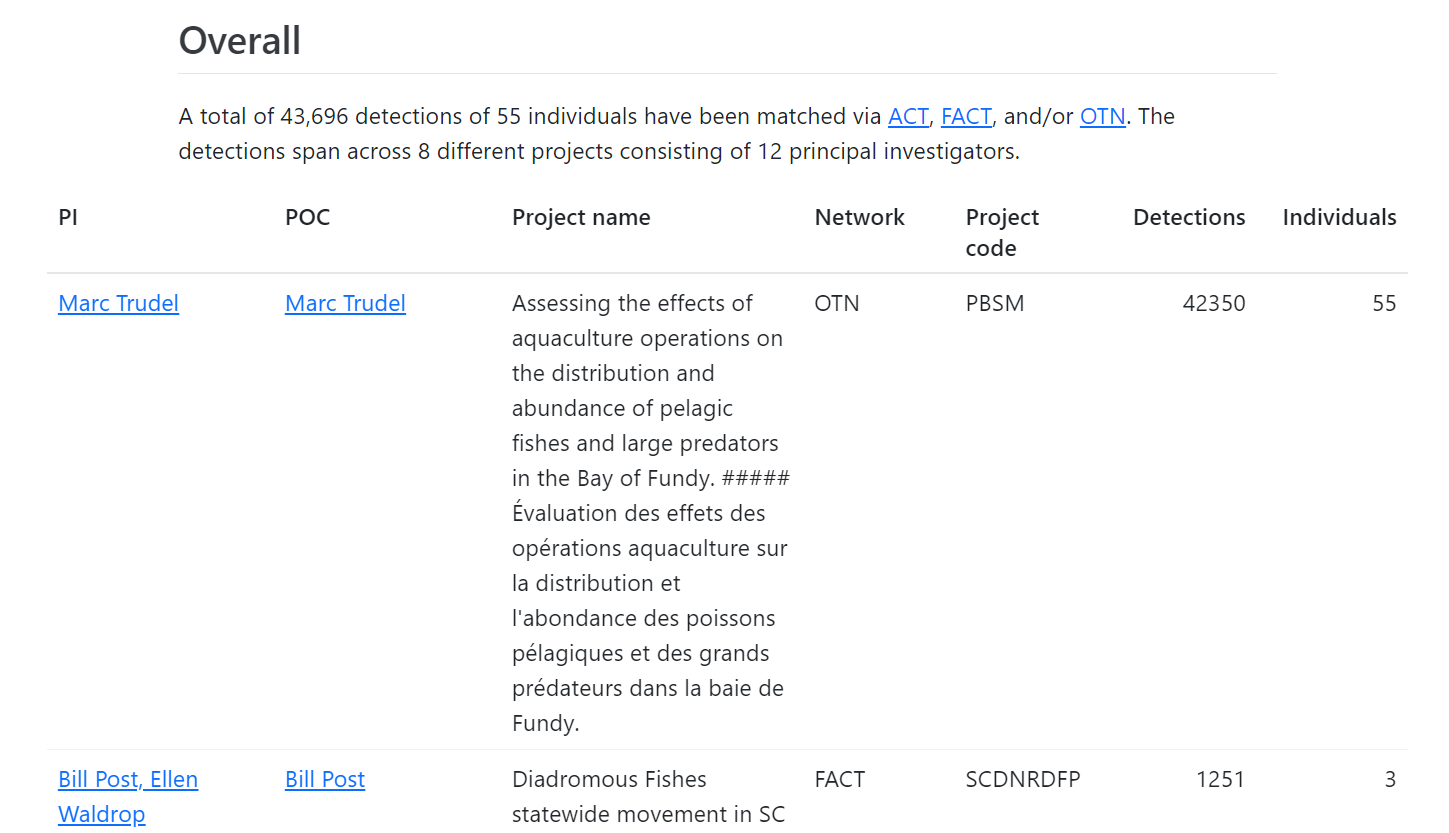 Overall
A total of 43,696 detections of 55 individuals have been matched via ACT, FACT, and/or OTN. The
detections span across 8 different projects consisting of 12 principal investigators.
PI POC Project name Network Project code Detections Individuals
Marc Trudel Marc Trudel Assessing the effects of OTN PBSM 42350 55
aquaculture operations on
the distribution and
abundance of pelagic
fishes and large predators
in the Bay of Fundy. #####
Évaluation des effets des
opérations aquaculture sur
la distribution et
l'abondance des poissons
pélagiques et des grands
prédateurs dans la baie de
Fundy.
Bill Post, Ellen Bill Post Diadromous Fishes FACT SCDNRDFP 1251 3
Waldrop statewide movement in SC